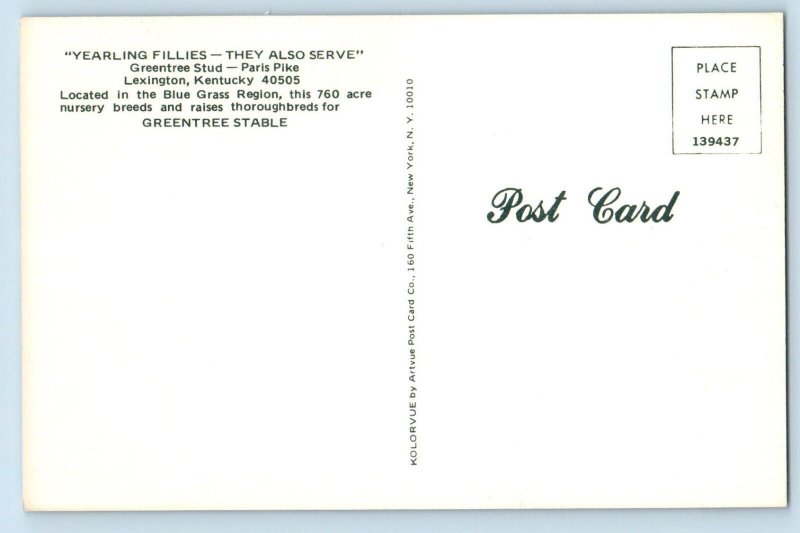 "YEARLING FILLIES — THEY ALSO SERVE"
Greentree Stud — Paris Pike
Lexington, Kentucky 40505
Located in the Blue Grass Region, this 760 acre
nursery breeds and raises thoroughbreds for
GREENTREE STABLE
KOLORVUE by Artvue Post Card Co., 160 Fifth Ave., New York, N. Y. 10010
PLACE
STAMP
HERE
139437
Post Card